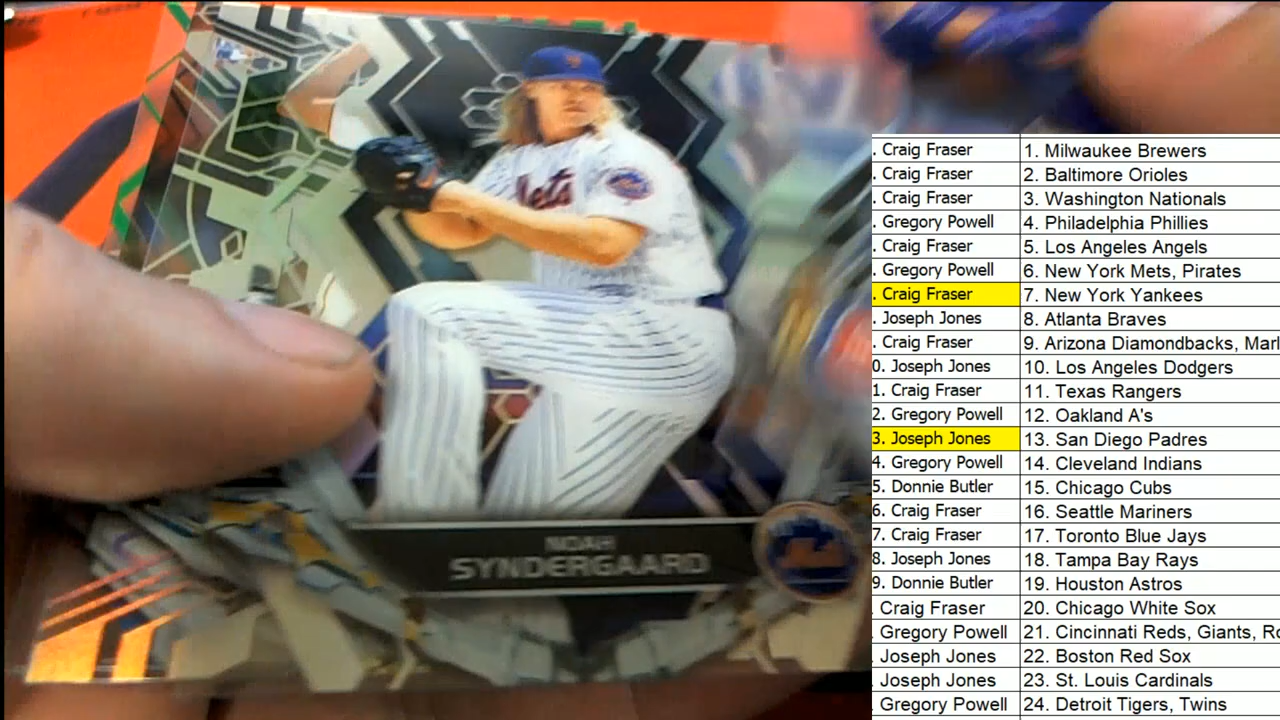 Mets
NOAH
SYNDERGAARD
. Craig Fraser 1. Milwaukee Brewers
. Craig Fraser 2. Baltimore Orioles
. Craig Fraser 3. Washington Nationals
. Gregory Powell 4. Philadelphia Phillies
. Craig Fraser 5. Los Angeles Angels
. Gregory Powell 6. New York Mets, Pirates
. Craig Fraser 7. New York Yankees
. Joseph Jones 8. Atlanta Braves
. Craig Fraser 9. Arizona Diamondbacks, Marl
0. Joseph Jones 10. Los Angeles Dodgers
1. Craig Fraser 11. Texas Rangers
2. Gregory Powell 12. Oakland A's
3. Joseph Jones 13. San Diego Padres
4. Gregory Powell 14. Cleveland Indians
5. Donnie Butler 15. Chicago Cubs
6. Craig Fraser 16. Seattle Mariners
7. Craig Fraser 17. Toronto Blue Jays
8. Joseph Jones 18. Tampa Bay Rays
9. Donnie Butler 19. Houston Astros
Craig Fraser 20. Chicago White Sox
. Gregory Powell 21. Cincinnati Reds, Giants, Ro
. Joseph Jones 22. Boston Red Sox
. Joseph Jones 23. St. Louis Cardinals
. Gregory Powell 24. Detroit Tigers, Twins